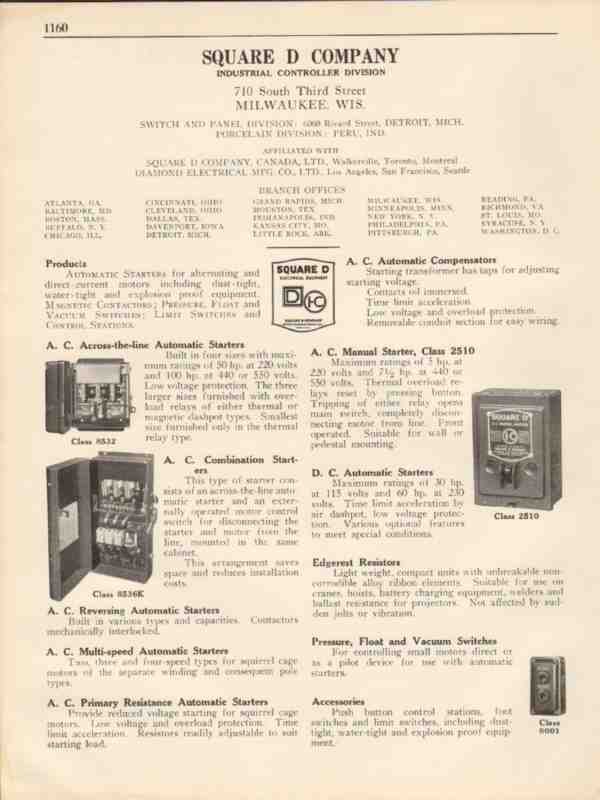 1160
SQUARE D COMPANY
INDUSTRIAL CONTROLLER DIVISION
710 South Third Street
MILWAUKEE, WIS.
SWITCH AND PANEL DIVISION: 6060 Rivard Street, DETROIT, MICH.
PORCELAIN DIVISION: PERU, IND.
AFFILIATED WITH
SQUARE D COMPANY, CANADA, LTD., Walkerville, Toronto, Montreal
DIAMOND ELECTRICAL MFG. CO., LTD., Los Angeles, San Francisco, Seattle
BRANCH OFFICES
ATLANTA, GA.
BALTIMORE, MD.
BOSTON, MASS.
BUFFALO, N. Y.
CHICAGO, ILL.
CINCINNATI, OHIO
CLEVELAND, OHIO
DALLAS, TEX.
DAVENPORT, IOWA
DETROIT, MICH.
GRAND RAPIDS, MICH.
HOUSTON, TEX.
INDIANAPOLIS, IND.
KANSAS CITY, MO.
LITTLE ROCK, ARK.
MILWAUKEE, WIS.
MINNEAPOLIS, MINN.
NEW YORK, N. Y.
PHILADELPHIA, PA.
PITTSBURGH, PA.
READING, PA.
RICHMOND, VA.
ST. LOUIS, MO.
SYRACUSE, N. Y.
WASHINGTON, D. C.
Products
AUTOMATIC STARTERS for alternating and
direct-current motors including dust-tight,
water-tight and explosion proof equipment.
MAGNETIC CONTACTORS; PRESSURE, FLOAT and
VACUUM SWITCHES; LIMIT SWITCHES and
CONTROL STATIONS.
SQUARE D
ELECTRICAL EQUIPMENT
D
I-C
SQUARE D COMPANY
A. C. Across-the-line Automatic Starters
Built in four sizes with maxi-
mum ratings of 50 hp. at 220 volts
and 100 hp. at 440 or 550 volts.
Low voltage protection. The three
larger sizes furnished with over-
load relays of either thermal or
magnetic dashpot types. Smallest
size furnished only in the thermal
relay type.
Class 8532
A. C. Combination Start-
ers
This type of starter con-
sists of an across-the-line auto-
matic starter and an exter-
nally operated motor control
switch for disconnecting the
starter and motor from the
line, mounted in the same
cabinet.
This arrangement saves
space and reduces installation
costs.
Class 8536K
A. C. Reversing Automatic Starters
Built in various types and capacities. Contactors
mechanically interlocked.
A. C. Multi-speed Automatic Starters
Two, three and four-speed types for squirrel cage
motors of the separate winding and consequent pole
types.
A. C. Primary Resistance Automatic Starters
Provide reduced voltage starting for squirrel cage
motors. Low voltage and overload protection. Time
limit acceleration. Resistors readily adjustable to suit
starting load.
A. C. Automatic Compensators
Starting transformer has taps for adjusting
starting voltage.
Contacts oil immersed.
Time limit acceleration.
Low voltage and overload protection.
Removable conduit section for easy wiring.
A. C. Manual Starter, Class 2510
Maximum ratings of 5 hp. at
220 volts and 7½ hp. at 440 or
550 volts. Thermal overload re-
lays reset by pressing button.
Tripping of either relay opens
main switch, completely discon-
necting motor from line. Front
operated. Suitable for wall or
pedestal mounting.
SQUARE D
Class 2510
D. C. Automatic Starters
Maximum ratings of 30 hp.
at 115 volts and 60 hp. at 230
volts. Time limit acceleration by
air dashpot, low voltage protec-
tion. Various optional features
to meet special conditions.
Edgerest Resistors
Light weight, compact units with unbreakable non-
corrodible alloy ribbon elements. Suitable for use on
cranes, hoists, battery charging equipment, welders and
ballast resistance for projectors. Not affected by sud-
den jolts or vibration.
Pressure, Float and Vacuum Switches
For controlling small motors direct or
as a pilot device for use with automatic
starters.
Accessories
Push button control stations, foot
switches and limit switches, including dust-
tight, water-tight and explosion proof equip-
ment.
Class
9001